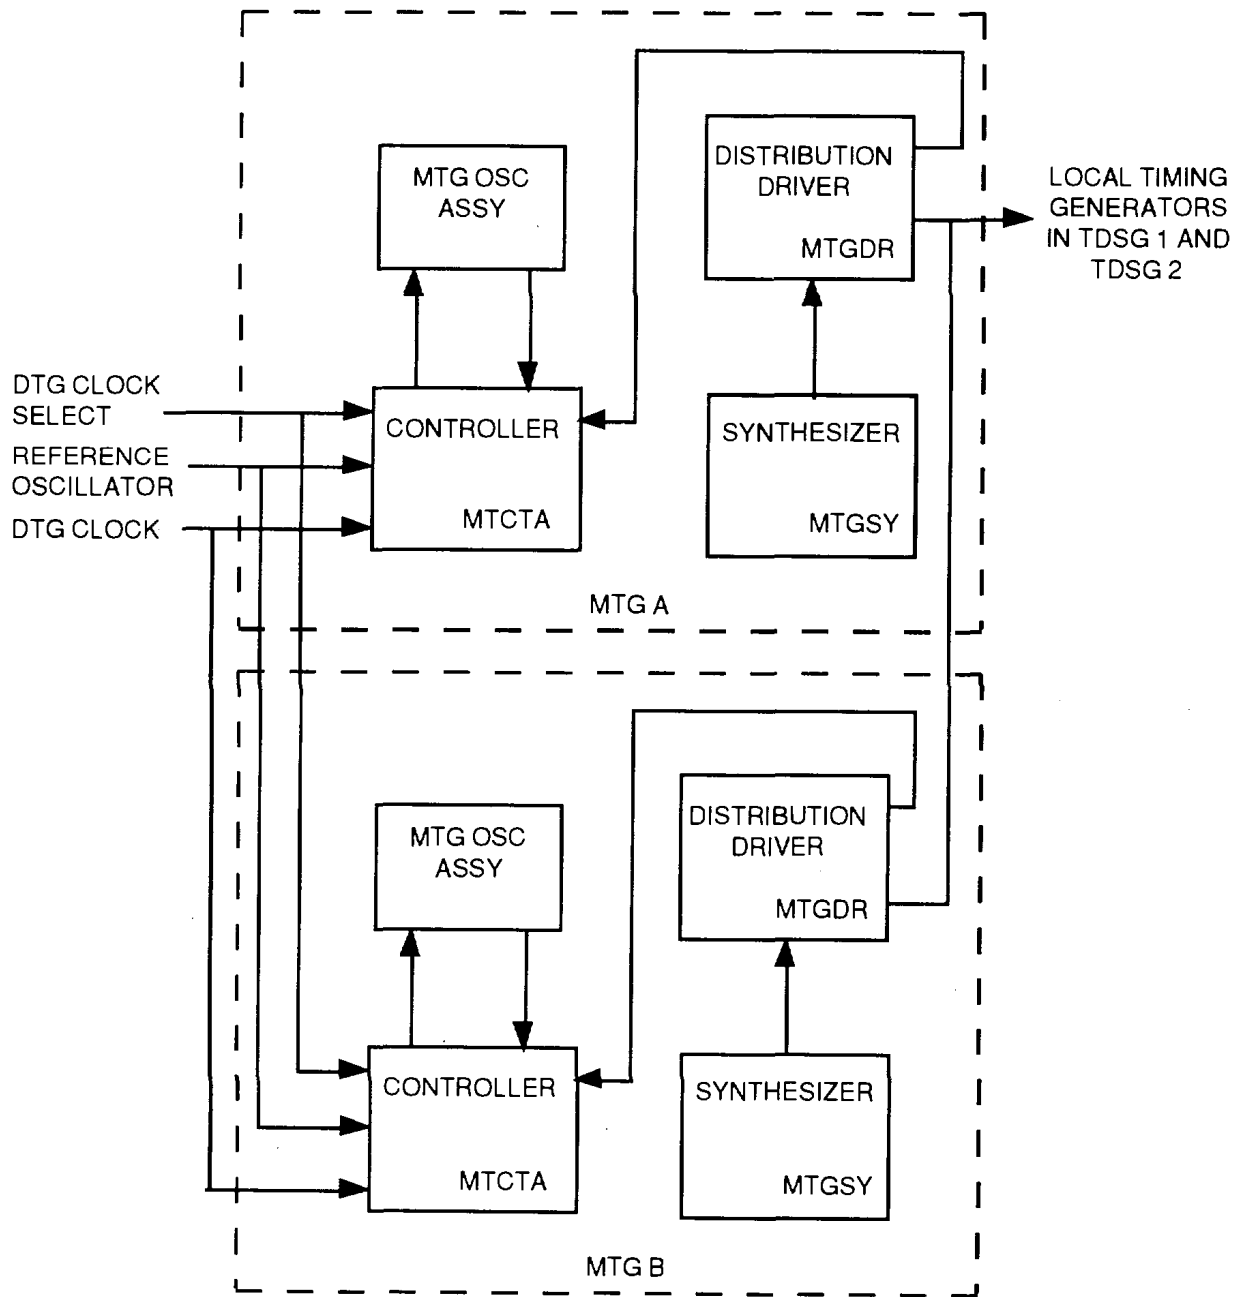 MTG OSC
ASSY
DISTRIBUTION
DRIVER
MTGDR
LOCAL TIMING
GENERATORS
IN TDSG 1 AND
TDSG 2
DTG CLOCK
SELECT
REFERENCE
OSCILLATOR
DTG CLOCK
CONTROLLER
MTCTA
SYNTHESIZER
MTGSY
MTG A
MTG OSC
ASSY
DISTRIBUTION
DRIVER
MTGDR
CONTROLLER
MTCTA
SYNTHESIZER
MTGSY
MTG B